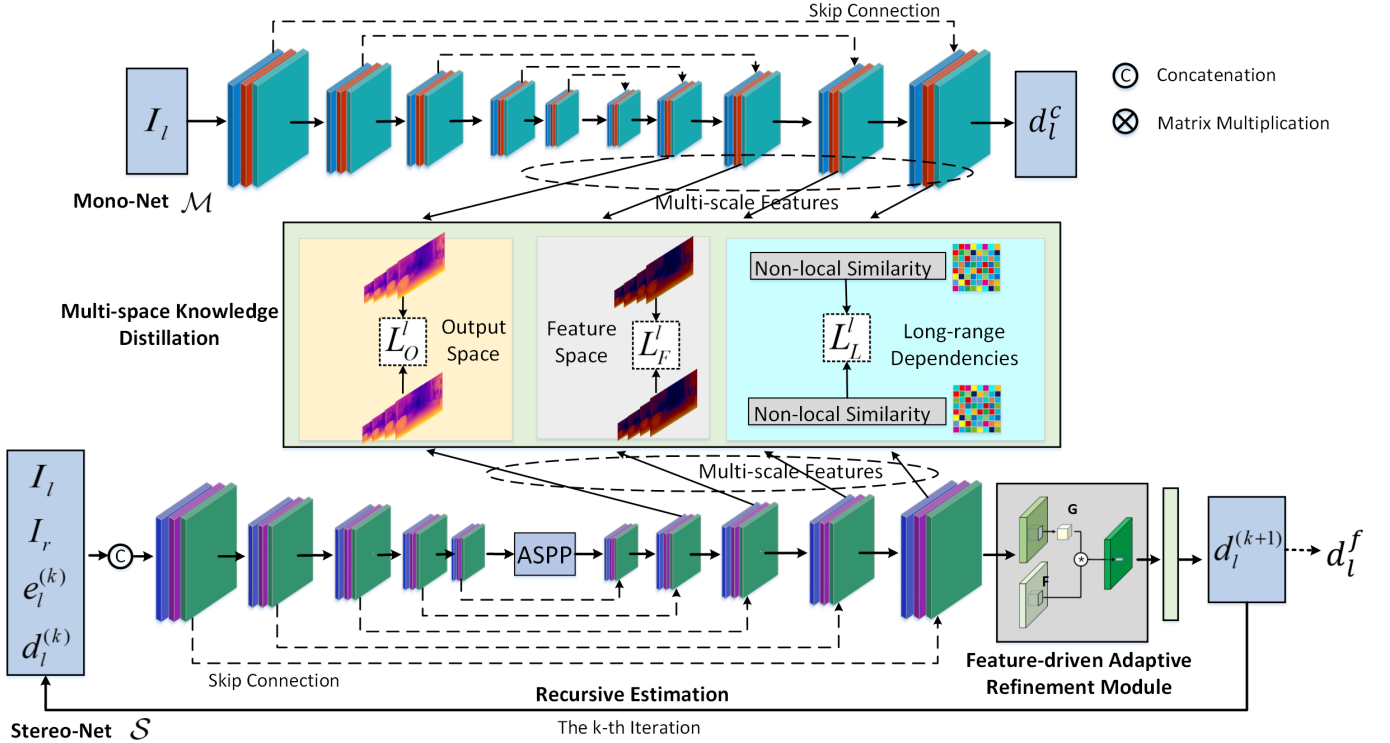 Skip Connection
I_l
d_l^c
C Concatenation
Matrix Multiplication
Mono-Net M
Multi-scale Features
Multi-space Knowledge
Distillation
L_O^l
Output
Space
Feature
Space
L_F^l
Non-local Similarity
L_L^l
Long-range
Dependencies
Non-local Similarity
Multi-scale Features
I_l
I_r
e_l^{(k)}
d_l^{(k)}
C
ASPP
G
F
*
d_l^{(k+1)}
d_l^f
Skip Connection
Feature-driven Adaptive
Refinement Module
Recursive Estimation
Stereo-Net S
The k-th Iteration